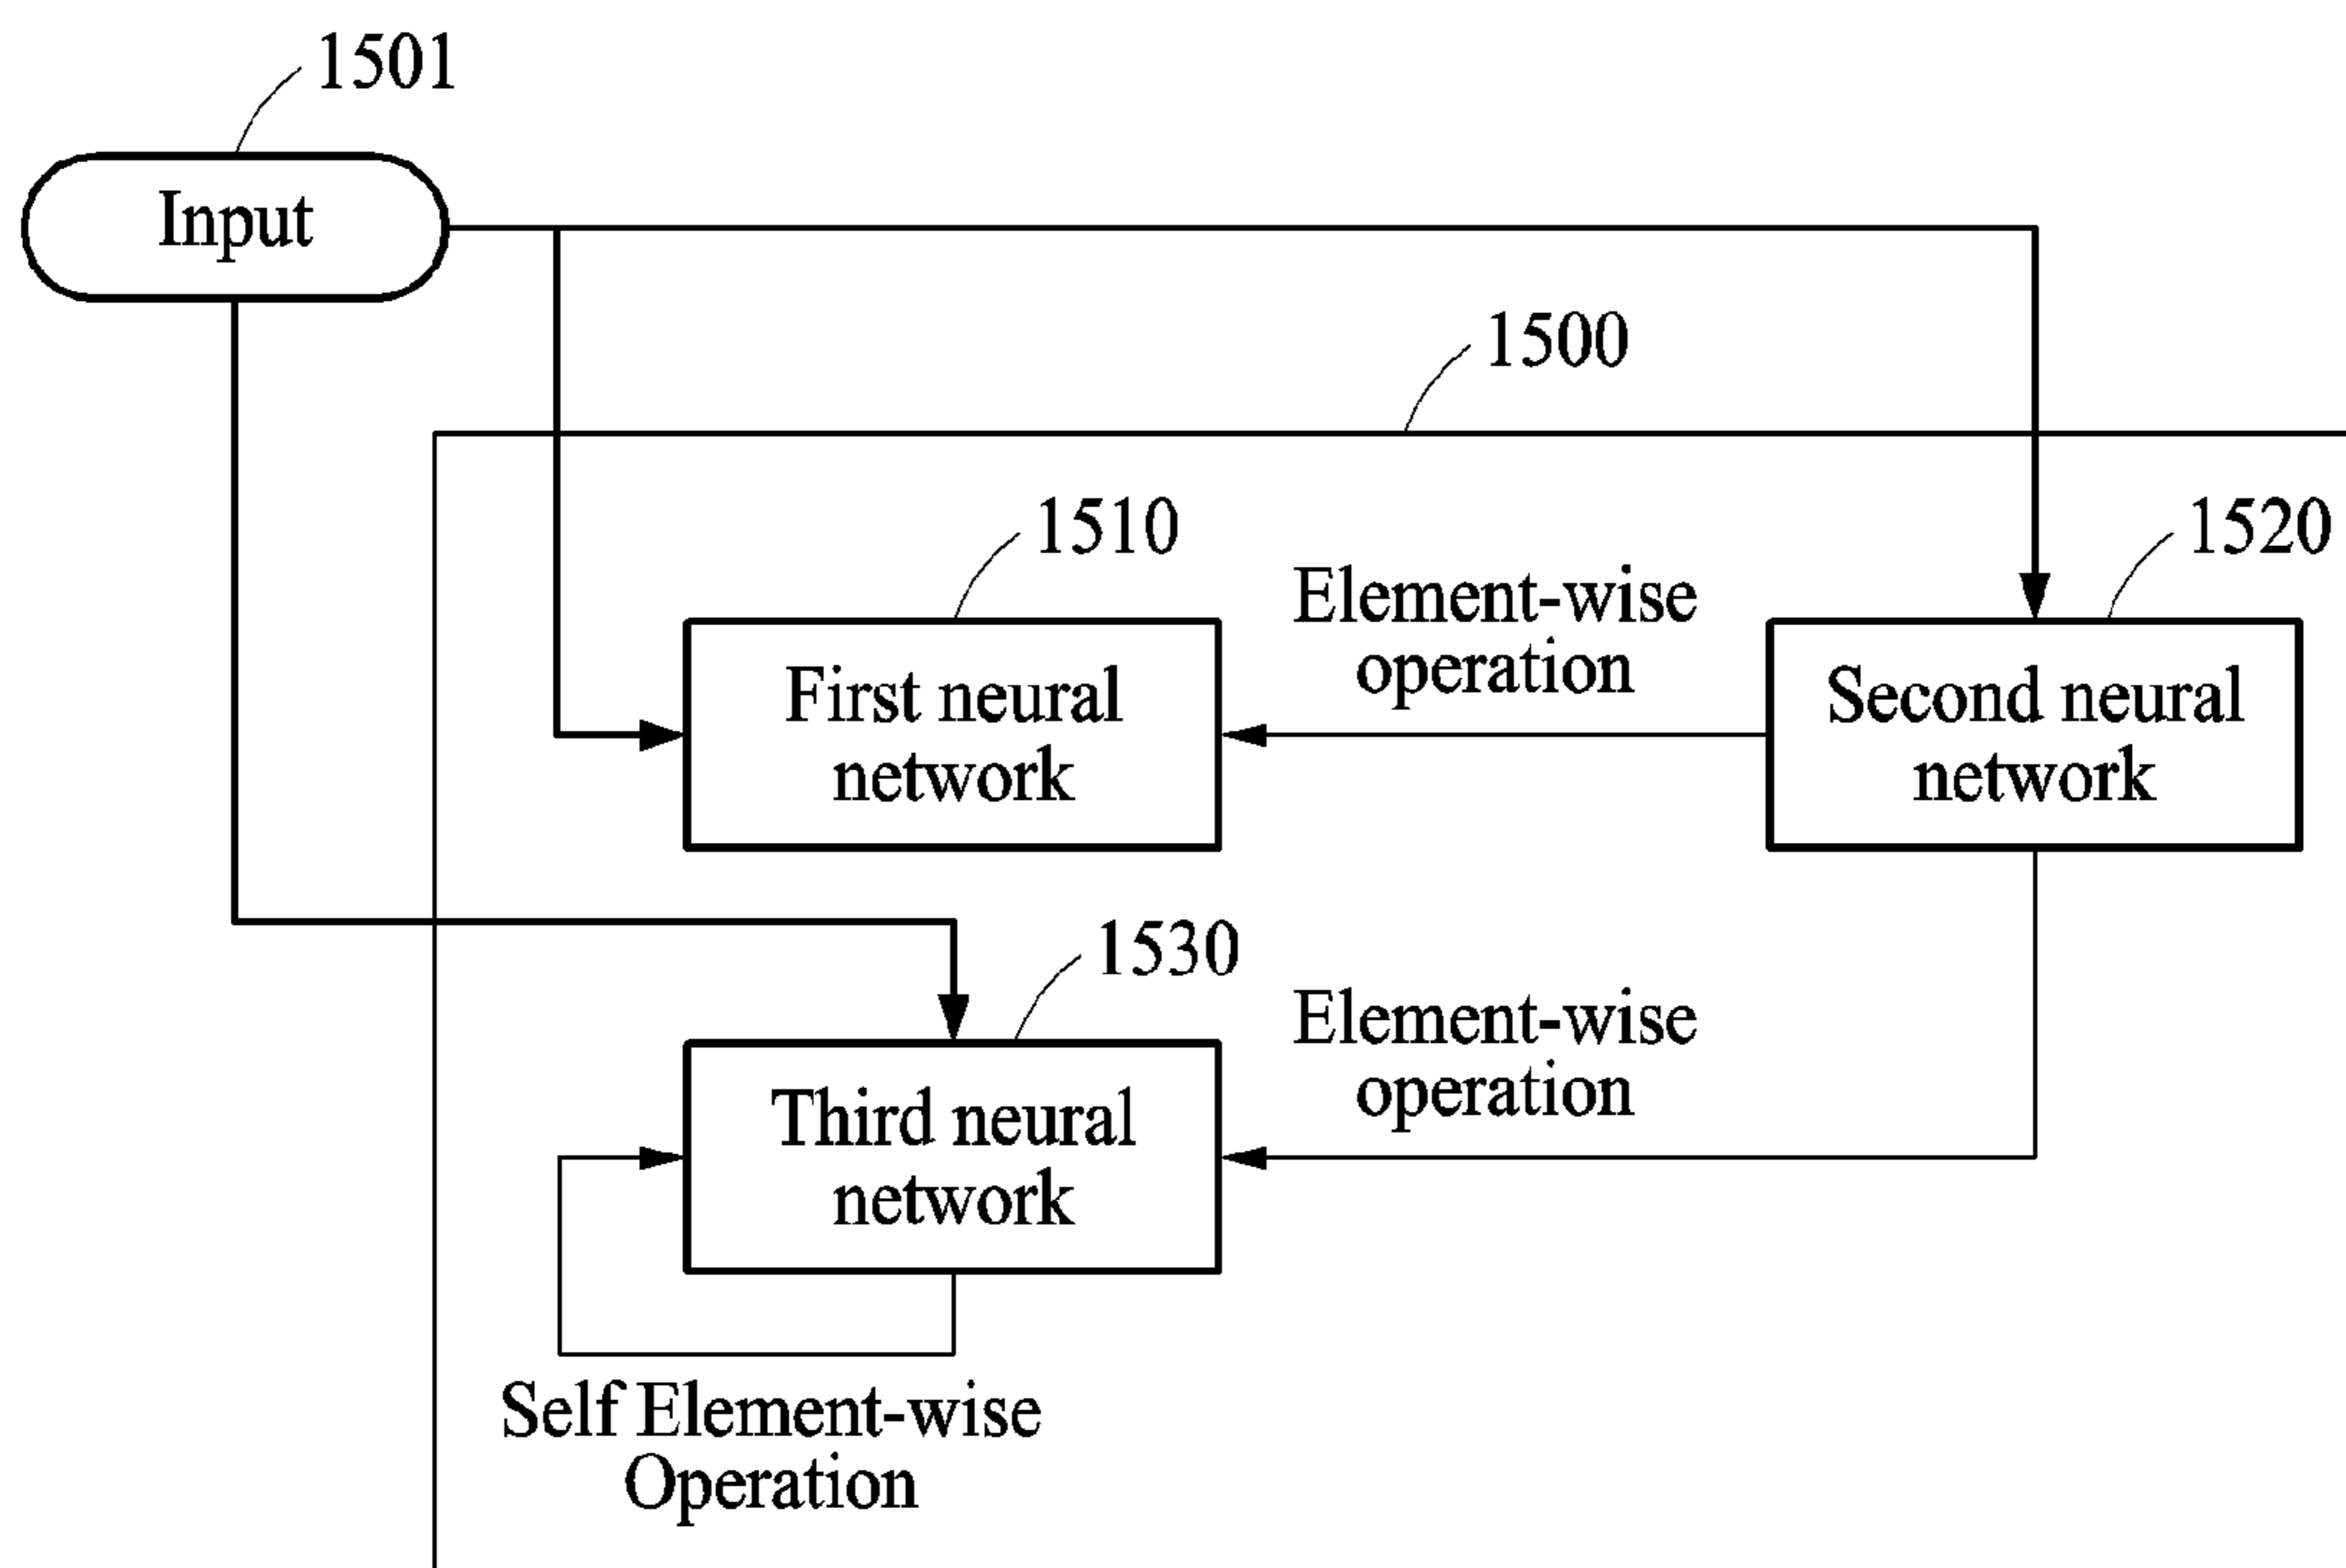 1501
Input
1500
1510
1520
Element-wise
operation
First neural
network
Second neural
network
1530
Element-wise
operation
Third neural
network
Self Element-wise
Operation